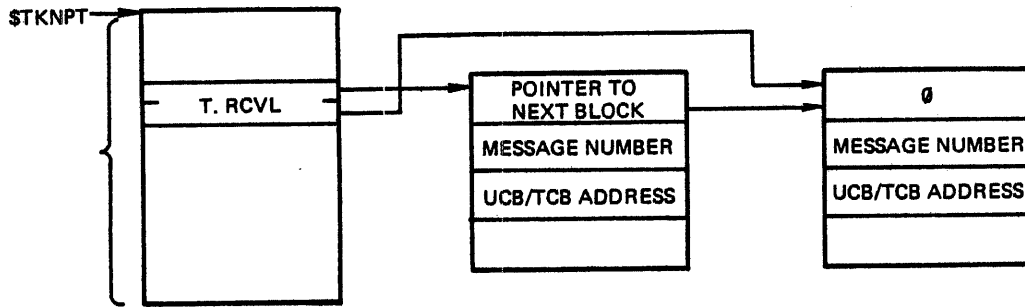 $TKNPT
T. RCVL
POINTER TO
NEXT BLOCK
MESSAGE NUMBER
UCB/TCB ADDRESS
0
MESSAGE NUMBER
UCB/TCB ADDRESS